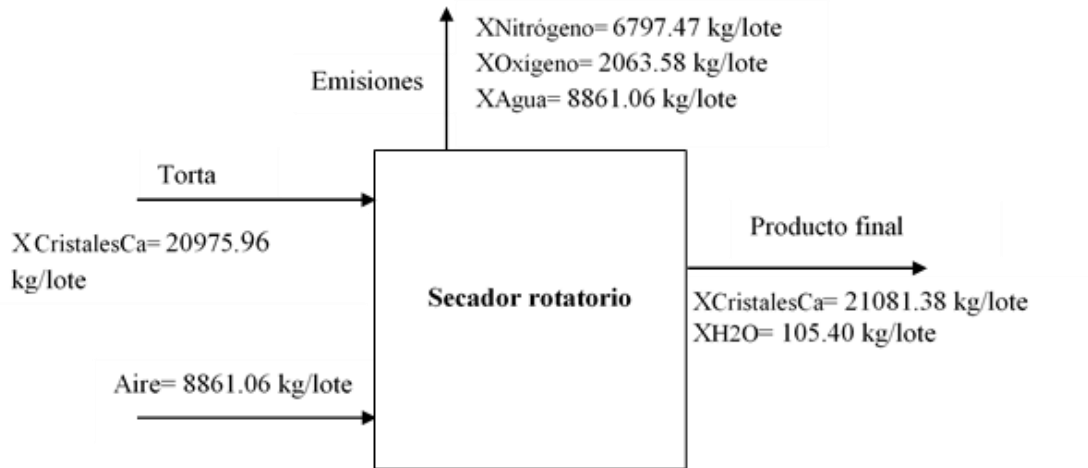 XNitrógeno= 6797.47 kg/lote
XOxígeno= 2063.58 kg/lote
XAgua= 8861.06 kg/lote
Emisiones
Torta
XCristalesCa= 20975.96
kg/lote
Producto final
Secador rotatorio
XCristalesCa= 21081.38 kg/lote
XH2O= 105.40 kg/lote
Aire= 8861.06 kg/lote